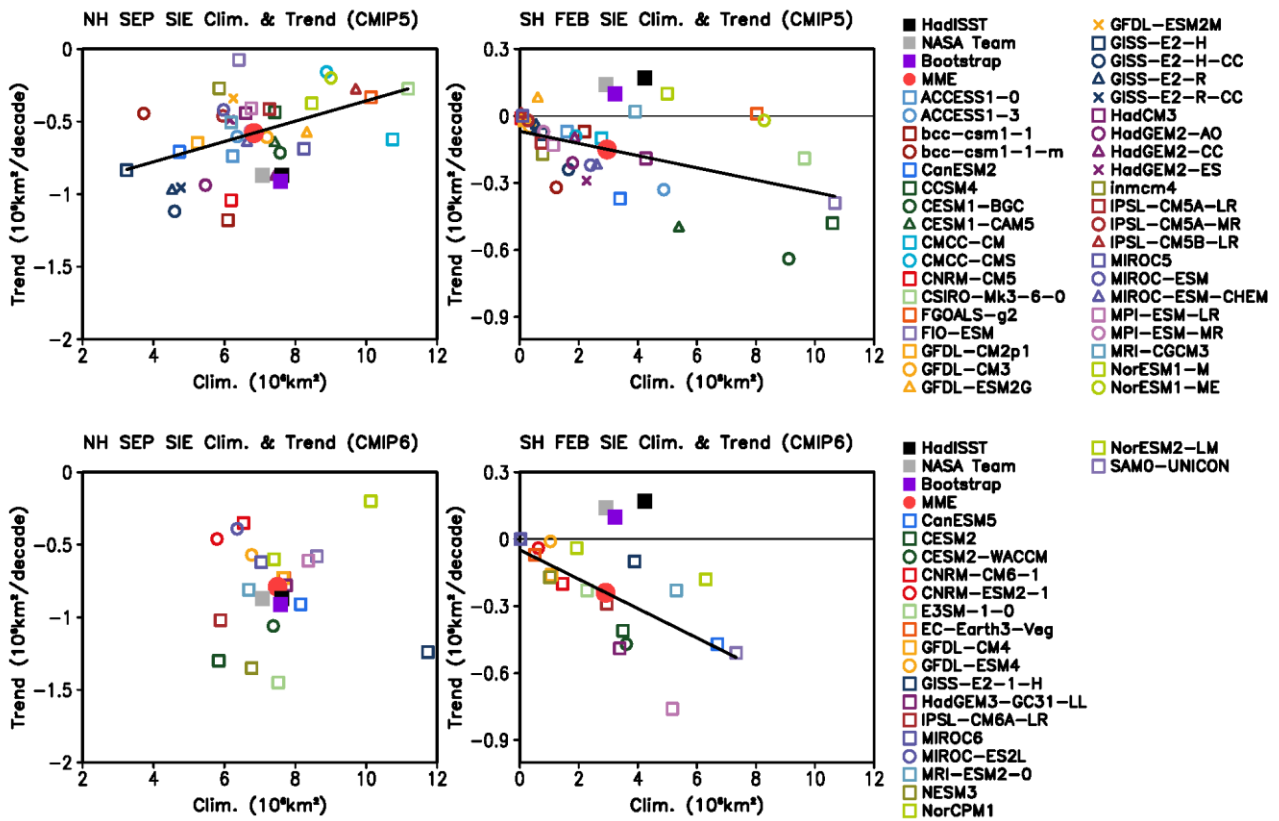 NH SEP SIE Clim. & Trend (CMIP5)
0
−0.5
−1
−1.5
−2
Trend (10⁶km²/decade)
2
4
6
8
10
12
Clim. (10⁶km²)
SH FEB SIE Clim. & Trend (CMIP5)
0.3
0
−0.3
−0.6
−0.9
Trend (10⁶km²/decade)
0
2
4
6
8
10
12
Clim. (10⁶km²)
HadISST
NASA Team
Bootstrap
MME
ACCESS1−0
ACCESS1−3
bcc−csm1−1
bcc−csm1−1−m
CanESM2
CCSM4
CESM1−BGC
CESM1−CAM5
CMCC−CM
CMCC−CMS
CNRM−CM5
CSIRO−Mk3−6−0
FGOALS−g2
FIO−ESM
GFDL−CM2p1
GFDL−CM3
GFDL−ESM2G
GFDL−ESM2M
GISS−E2−H
GISS−E2−H−CC
GISS−E2−R
GISS−E2−R−CC
HadCM3
HadGEM2−AO
HadGEM2−CC
HadGEM2−ES
inmcm4
IPSL−CM5A−LR
IPSL−CM5A−MR
IPSL−CM5B−LR
MIROC5
MIROC−ESM
MIROC−ESM−CHEM
MPI−ESM−LR
MPI−ESM−MR
MRI−CGCM3
NorESM1−M
NorESM1−ME
NH SEP SIE Clim. & Trend (CMIP6)
0
−0.5
−1
−1.5
−2
Trend (10⁶km²/decade)
2
4
6
8
10
12
Clim. (10⁶km²)
SH FEB SIE Clim. & Trend (CMIP6)
0.3
0
−0.3
−0.6
−0.9
Trend (10⁶km²/decade)
0
2
4
6
8
10
12
Clim. (10⁶km²)
HadISST
NASA Team
Bootstrap
MME
CanESM5
CESM2
CESM2−WACCM
CNRM−CM6−1
CNRM−ESM2−1
E3SM−1−0
EC−Earth3−Veg
GFDL−CM4
GFDL−ESM4
GISS−E2−1−H
HadGEM3−GC31−LL
IPSL−CM6A−LR
MIROC6
MIROC−ES2L
MRI−ESM2−0
NESM3
NorCPM1
NorESM2−LM
SAM0−UNICON